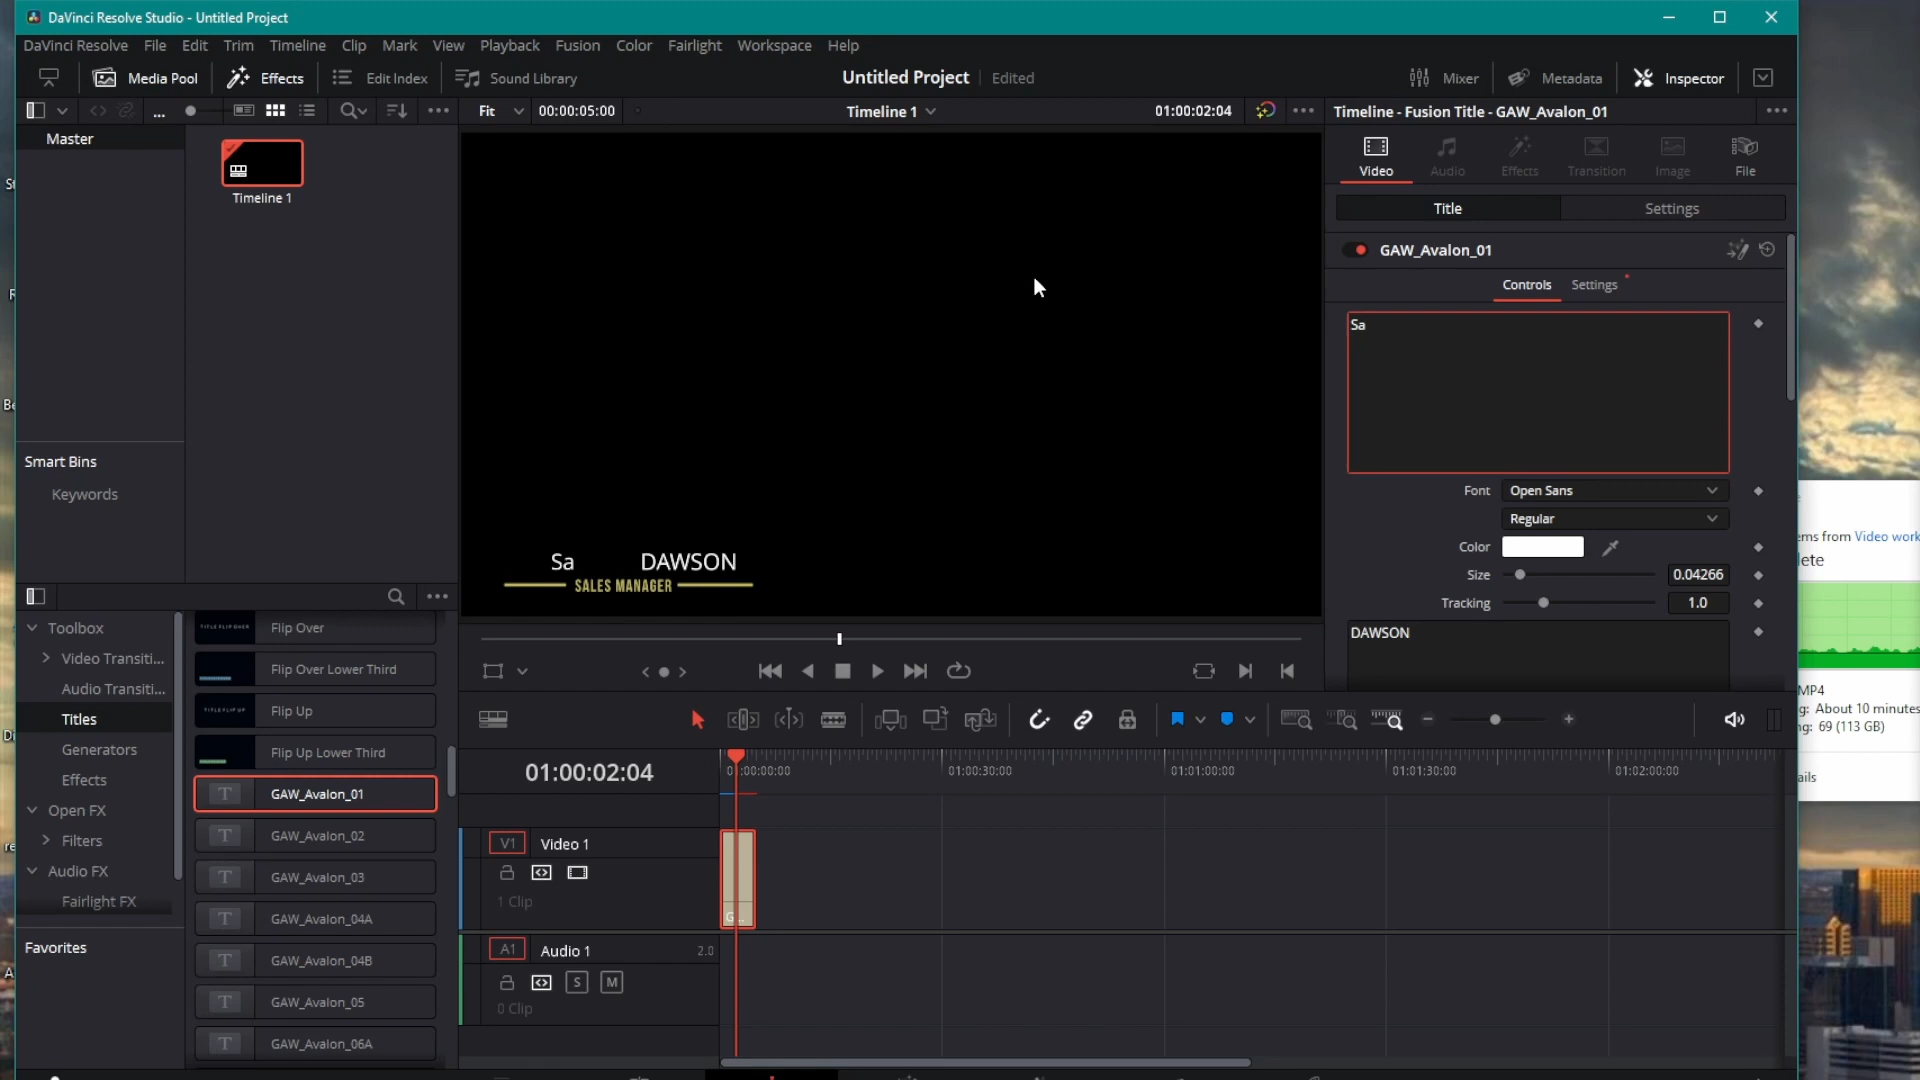 DaVinci Resolve Studio - Untitled Project
DaVinci Resolve File Edit Trim Timeline Clip Mark View Playback Fusion Color Fairlight Workspace Help
Media Pool Effects Edit Index Sound Library Untitled Project Edited Mixer Metadata Inspector
Fit 00:00:05:00 Timeline 1 01:00:02:04 Timeline - Fusion Title - GAW_Avalon_01
Master
Timeline 1
Video Audio Effects Transition Image File
Title Settings
GAW_Avalon_01
Controls Settings
Sa
Smart Bins
Keywords
Font Open Sans
Regular
Color
Size 0.04266
Tracking 1.0
DAWSON
Sa DAWSON
SALES MANAGER
ems from Video work
lete
MP4
g: About 10 minutes
ng: 69 (113 GB)
ails
Toolbox
Video Transiti...
Audio Transiti...
Titles
Generators
Effects
Open FX
Filters
Audio FX
Fairlight FX
Favorites
TITLE FLIP OVER Flip Over
Flip Over Lower Third
TITLE FLIP UP Flip Up
Flip Up Lower Third
T GAW_Avalon_01
T GAW_Avalon_02
T GAW_Avalon_03
T GAW_Avalon_04A
T GAW_Avalon_04B
T GAW_Avalon_05
T GAW_Avalon_06A
01:00:02:04
01:00:30:00 01:01:00:00 01:01:30:00 01:02:00:00
V1 Video 1
1 Clip
G...
A1 Audio 1 2.0
S M
0 Clip